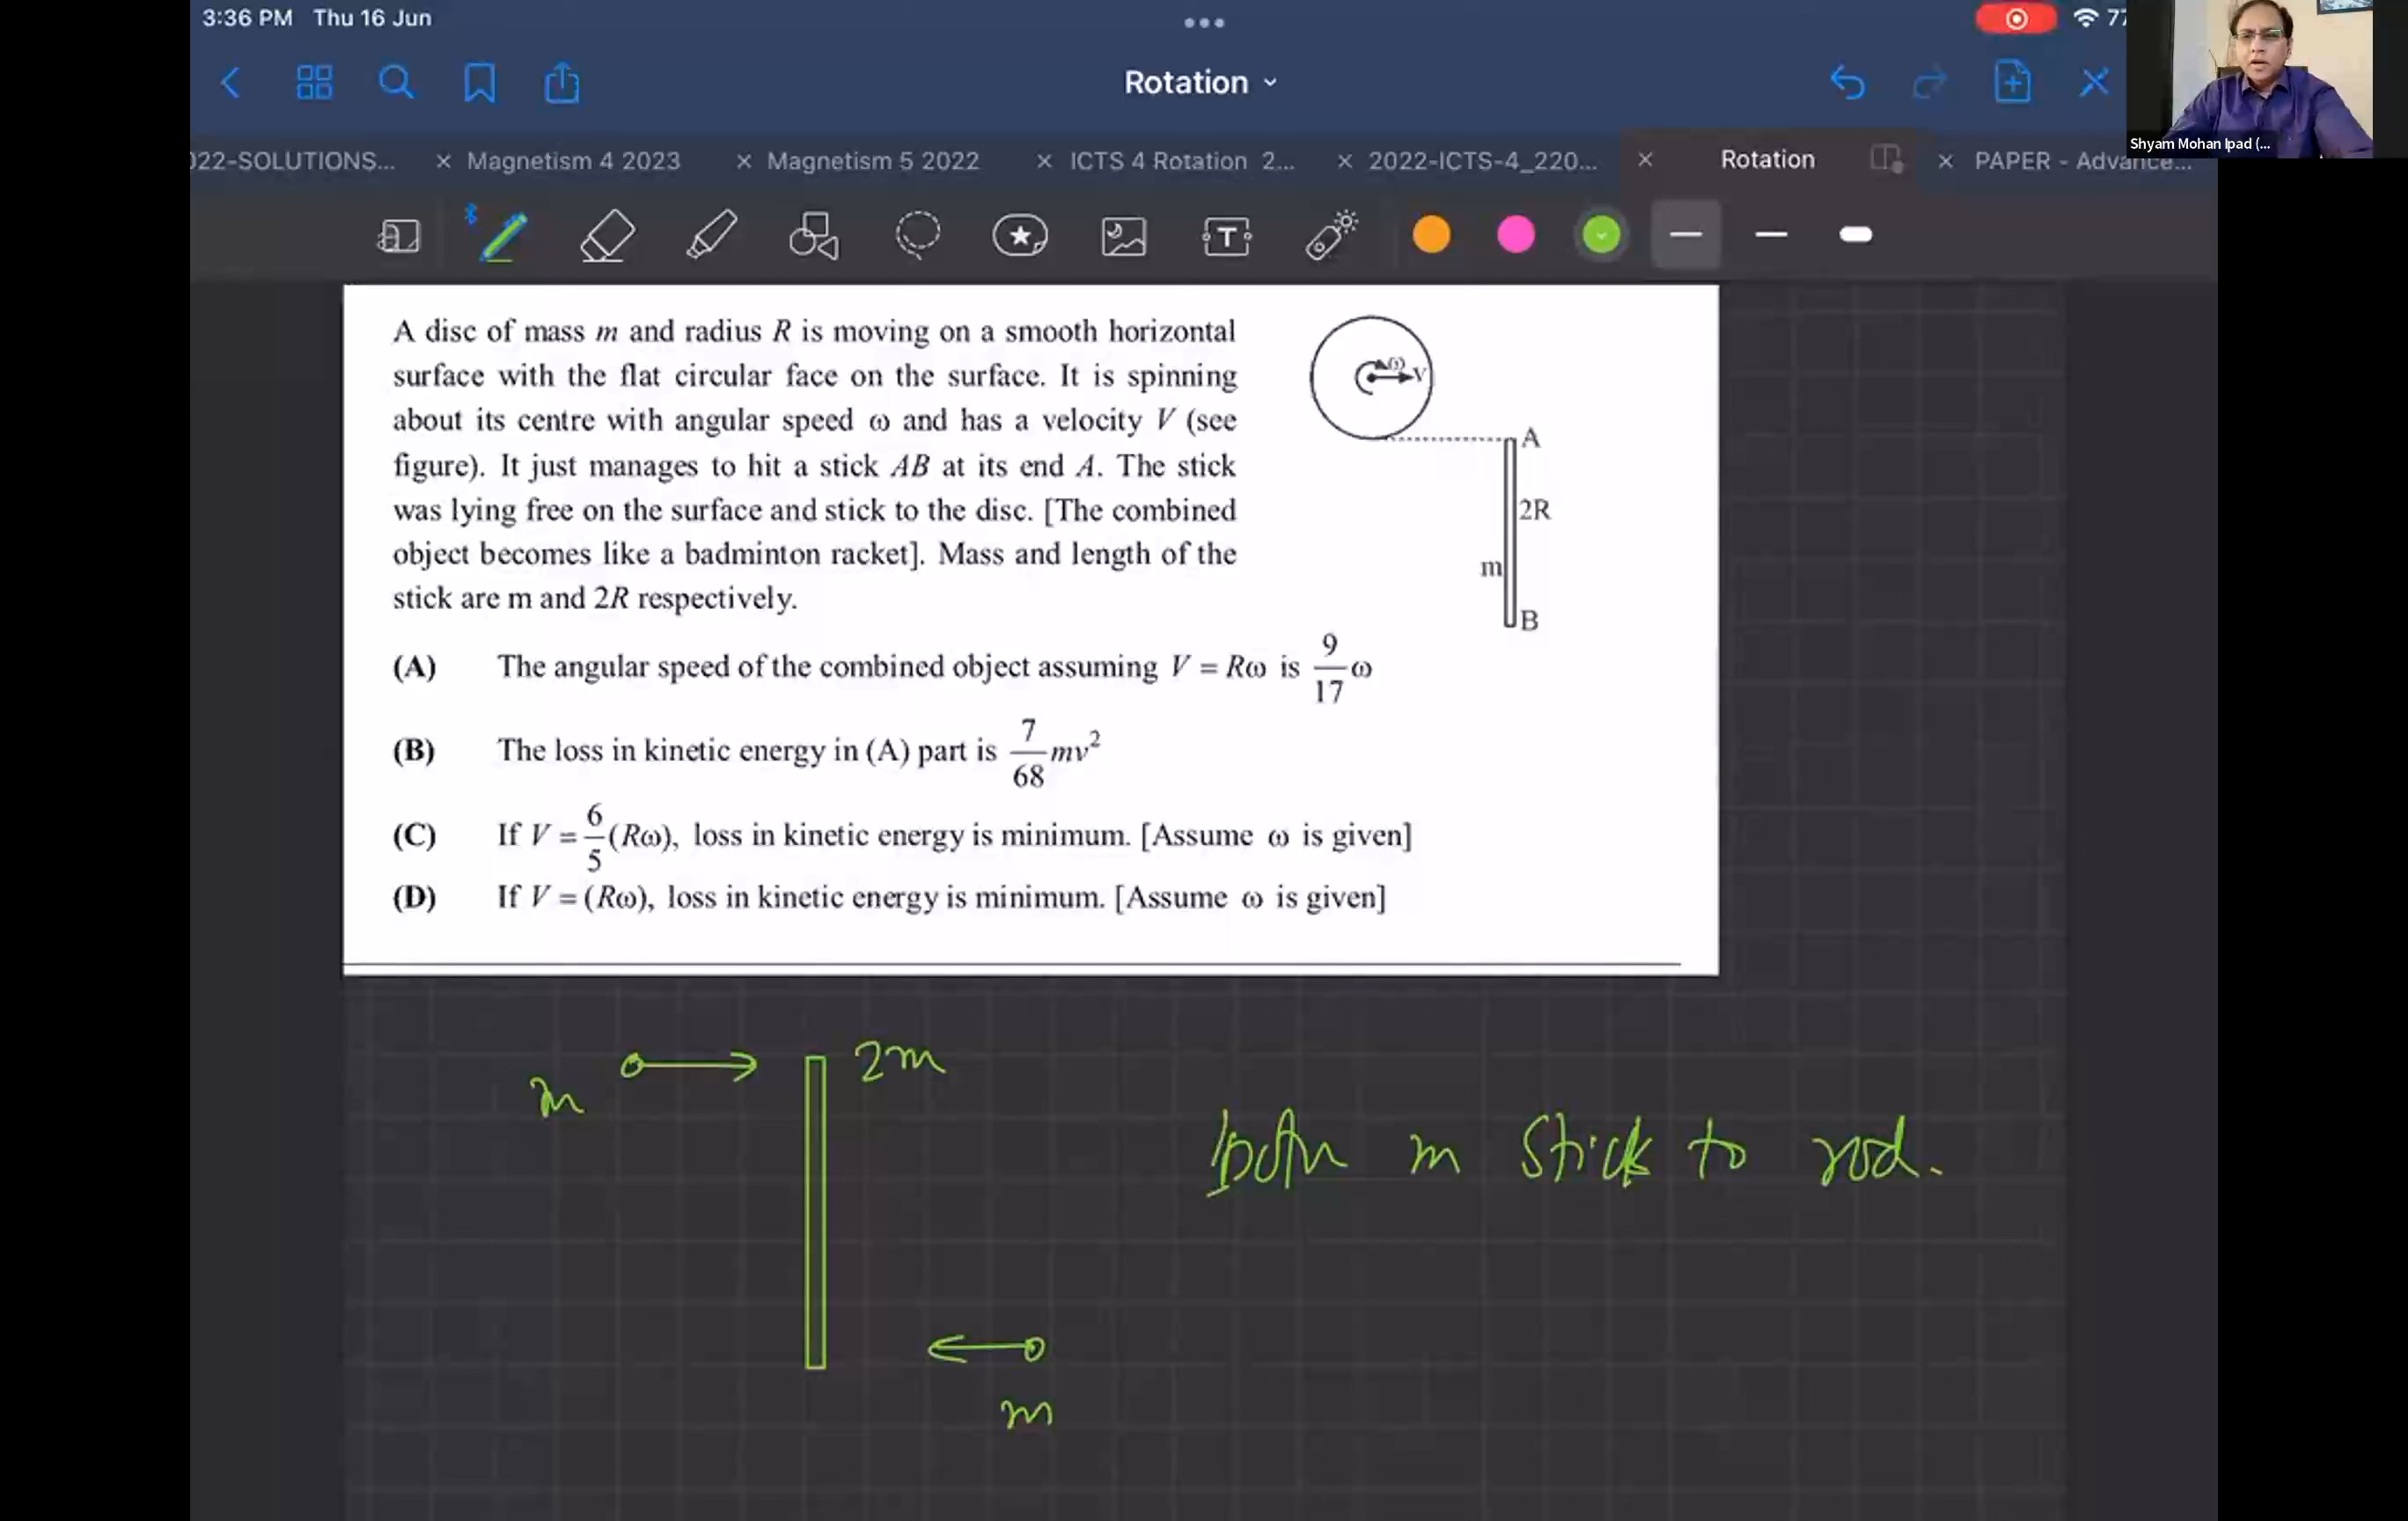 3:36 PM Thu 16 Jun
77
Rotation
022-SOLUTIONS...
Magnetism 4 2023
Magnetism 5 2022
ICTS 4 Rotation 2...
2022-ICTS-4_220...
Rotation
PAPER - Advance...
Shyam Mohan Ipad (...
A disc of mass m and radius R is moving on a smooth horizontal
surface with the flat circular face on the surface. It is spinning
about its centre with angular speed ω and has a velocity V (see
figure). It just manages to hit a stick AB at its end A. The stick
was lying free on the surface and stick to the disc. [The combined
object becomes like a badminton racket]. Mass and length of the
stick are m and 2R respectively.
ω
V
A
2R
m
B
(A) The angular speed of the combined object assuming V = Rω is 9/17 ω
(B) The loss in kinetic energy in (A) part is 7/68 mv²
(C) If V = 6/5 (Rω), loss in kinetic energy is minimum. [Assume ω is given]
(D) If V = (Rω), loss in kinetic energy is minimum. [Assume ω is given]
m
2m
both m stick to rod.
m